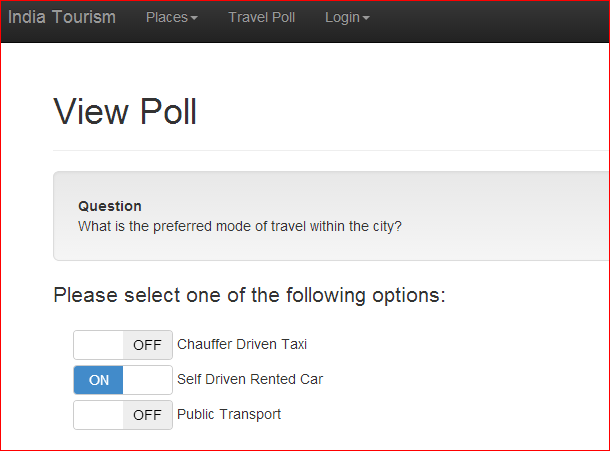 India Tourism Places Travel Poll Login
View Poll
Question
What is the preferred mode of travel within the city?
Please select one of the following options:
OFF Chauffer Driven Taxi
ON Self Driven Rented Car
OFF Public Transport